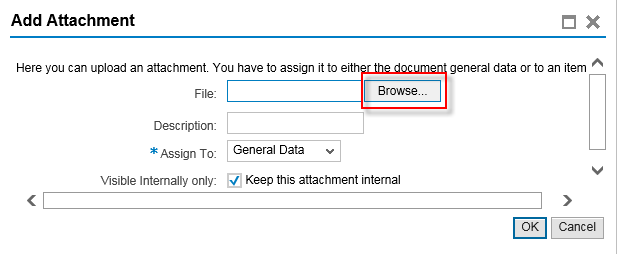 Add Attachment
Here you can upload an attachment. You have to assign it to either the document general data or to an item
File: Browse...
Description:
* Assign To: General Data
Visible Internally only: Keep this attachment internal
OK Cancel